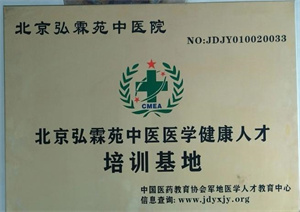 北京弘霖苑中医院
NO:JDJY010020033
CMEA
北京弘霖苑中医医学健康人才
培训基地
中国医药教育协会军地医学人才教育中心
信息查询: www.jdyxjy.org